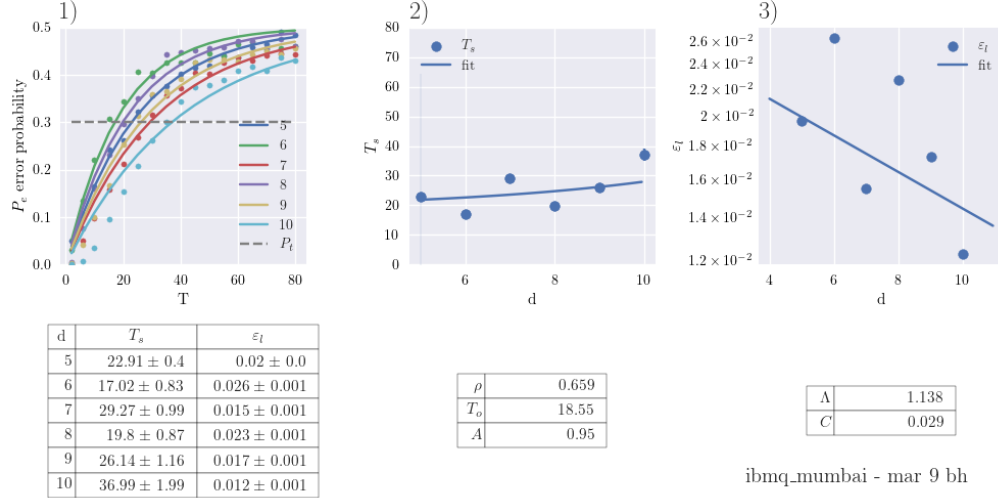 1)
P_e error probability
0.5
0.4
0.3
0.2
0.1
0.0
0 20 40 60 80
T
5
6
7
8
9
10
P_t
2)
T_s
80
70
60
50
40
30
20
10
0
6 8 10
d
T_s
fit
3)
ε_l
2.6 × 10⁻²
2.4 × 10⁻²
2.2 × 10⁻²
2 × 10⁻²
1.8 × 10⁻²
1.6 × 10⁻²
1.4 × 10⁻²
1.2 × 10⁻²
4 6 8 10
d
ε_l
fit
d T_s ε_l
5 22.91 ± 0.4 0.02 ± 0.0
6 17.02 ± 0.83 0.026 ± 0.001
7 29.27 ± 0.99 0.015 ± 0.001
8 19.8 ± 0.87 0.023 ± 0.001
9 26.14 ± 1.16 0.017 ± 0.001
10 36.99 ± 1.99 0.012 ± 0.001
ρ 0.659
T_o 18.55
A 0.95
Λ 1.138
C 0.029
ibmq_mumbai - mar 9 bh